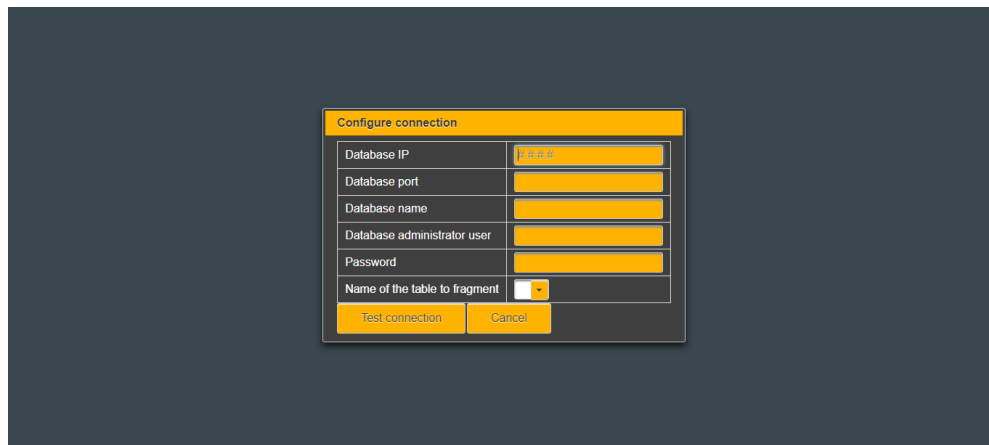 Configure connection
Database IP #.#.#.#
Database port
Database name
Database administrator user
Password
Name of the table to fragment
Test connection Cancel